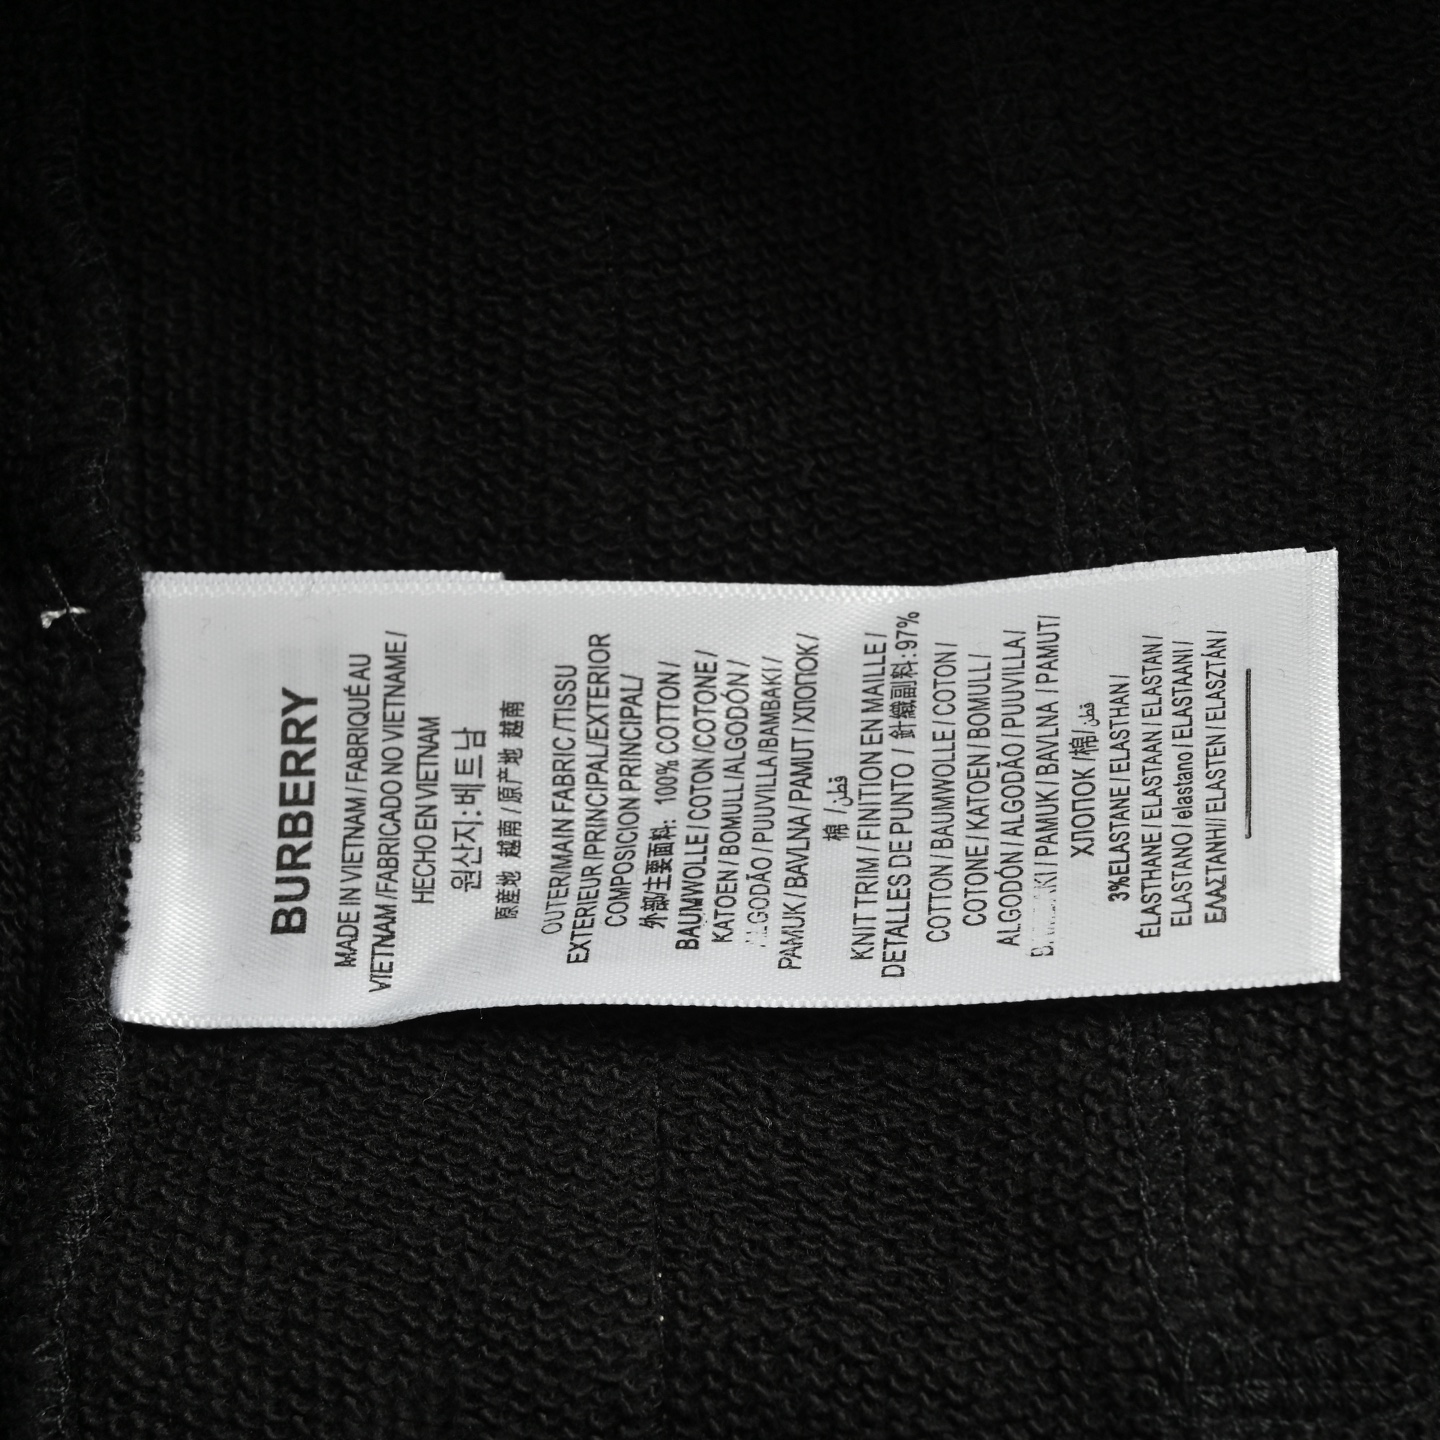 BURBERRY
MADE IN VIETNAM / FABRIQUÉ AU
VIETNAM /FABRICADO NO VIETNAME/
HECHO EN VIETNAM
원산지:베트남
原産地 越南 / 原产地 越南
OUTER/MAIN FABRIC /TISSU
EXTERIEUR/PRINCIPAL/EXTERIOR
COMPOSICION PRINCIPAL/
外部/主要面料: 100% COTTON /
BAUMWOLLE / COTON /COTONE /
KATOEN / BOMULL /ALGODÓN /
ALGODÃO / PUUVILLA /BAMBAKI /
PAMUK / BAVLNA / PAMUT / ХЛОПОК /
棉 /قطن/
KNIT TRIM / FINITION EN MAILLE /
DETALLES DE PUNTO / 針織副料:97%
COTTON / BAUMWOLLE / COTON /
COTONE / KATOEN / BOMULL /
ALGODÓN / ALGODÃO / PUUVILLA /
/ PAMUK / BAVLNA / PAMUT/
ХЛОПОК /棉/ قطن/
3%ELASTANE / ELASTHAN /
ÉLASTHANE / ELASTAAN / ELASTAN /
ELASTANO / elastano / ELASTAANI /
ΕΛΑΣΤΑΝΗ/ ELASTEN / ELASZTÁN /